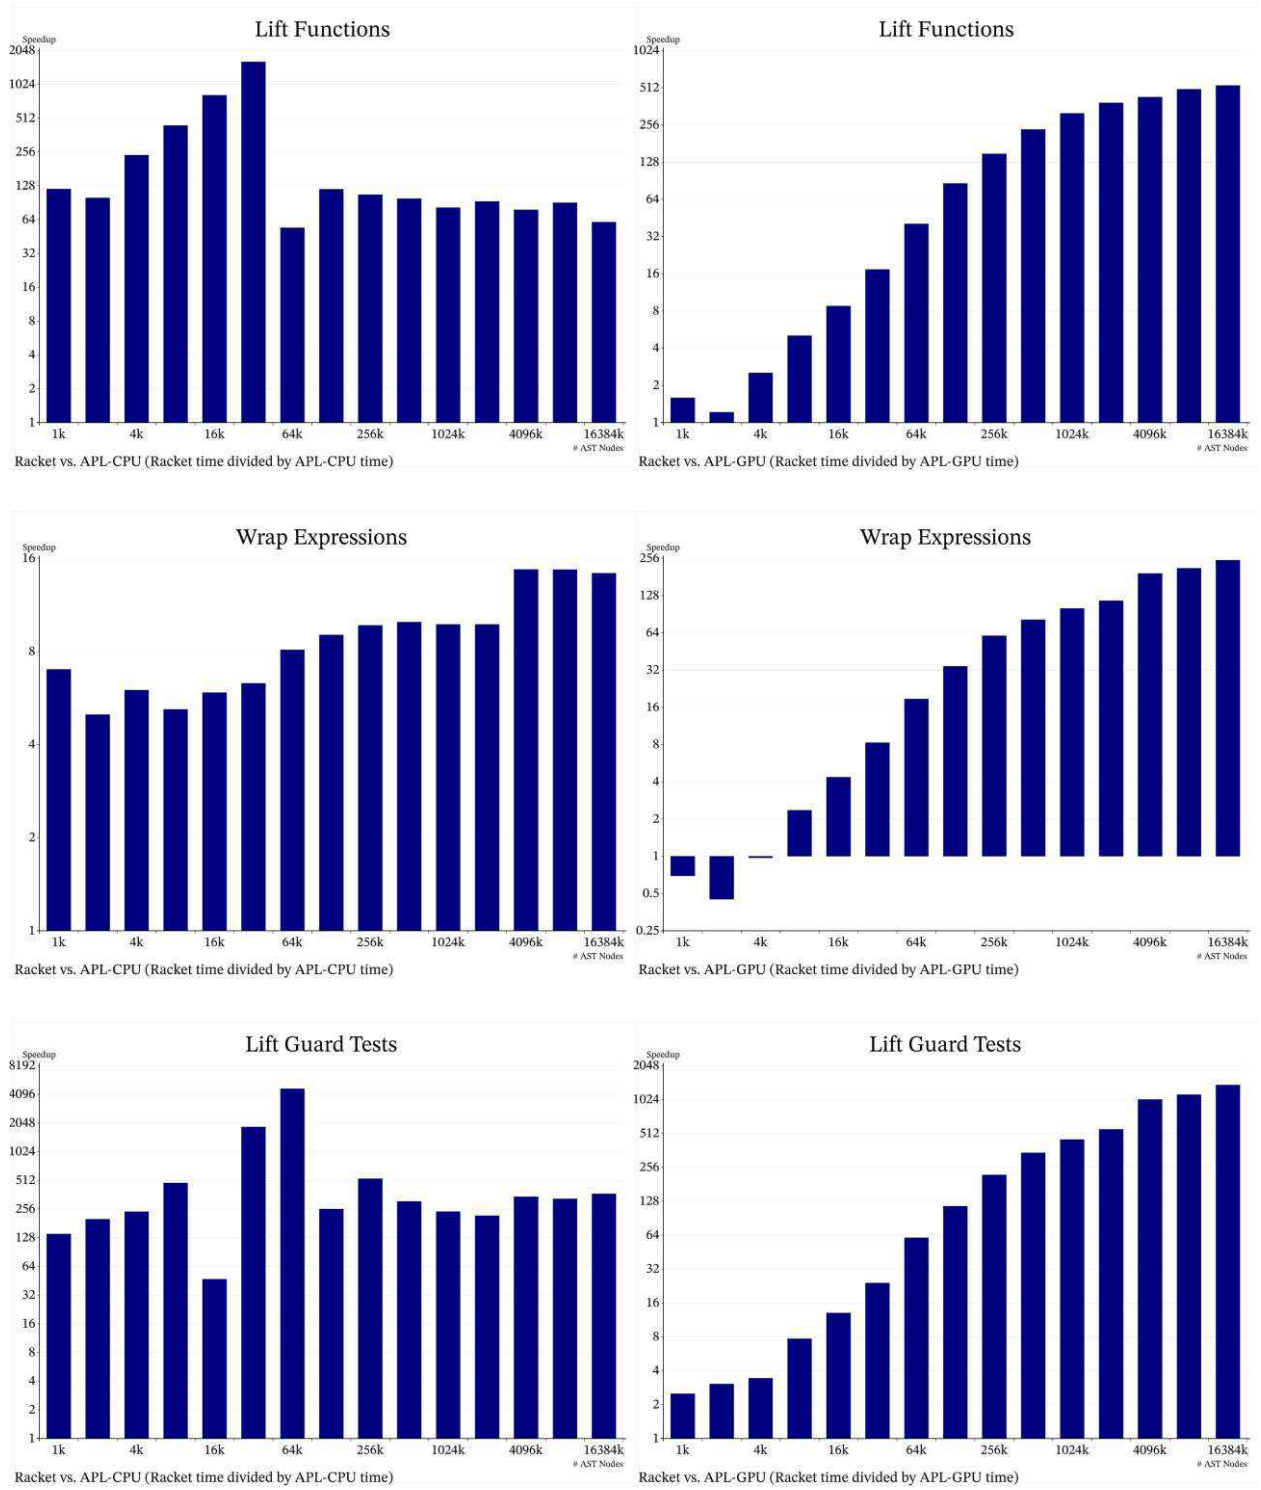 Lift Functions
Speedup
2048
1024
512
256
128
64
32
16
8
4
2
1
1k 4k 16k 64k 256k 1024k 4096k 16384k
# AST Nodes
Racket vs. APL-CPU (Racket time divided by APL-CPU time)
Lift Functions
Speedup
1024
512
256
128
64
32
16
8
4
2
1
1k 4k 16k 64k 256k 1024k 4096k 16384k
# AST Nodes
Racket vs. APL-GPU (Racket time divided by APL-GPU time)
Wrap Expressions
Speedup
16
8
4
2
1
1k 4k 16k 64k 256k 1024k 4096k 16384k
# AST Nodes
Racket vs. APL-CPU (Racket time divided by APL-CPU time)
Wrap Expressions
Speedup
256
128
64
32
16
8
4
2
1
0.5
0.25
1k 4k 16k 64k 256k 1024k 4096k 16384k
# AST Nodes
Racket vs. APL-GPU (Racket time divided by APL-GPU time)
Lift Guard Tests
Speedup
8192
4096
2048
1024
512
256
128
64
32
16
8
4
2
1
1k 4k 16k 64k 256k 1024k 4096k 16384k
# AST Nodes
Racket vs. APL-CPU (Racket time divided by APL-CPU time)
Lift Guard Tests
Speedup
2048
1024
512
256
128
64
32
16
8
4
2
1
1k 4k 16k 64k 256k 1024k 4096k 16384k
# AST Nodes
Racket vs. APL-GPU (Racket time divided by APL-GPU time)